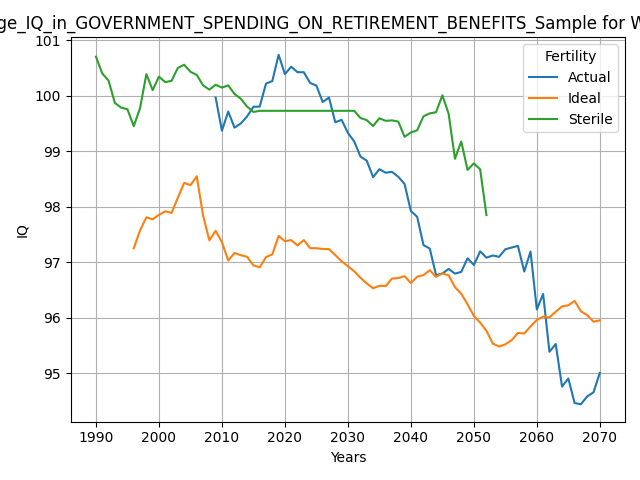 ge_IQ_in_GOVERNMENT_SPENDING_ON_RETIREMENT_BENEFITS_Sample for W
101
100
99
98
97
96
95
IQ
Fertility
Actual
Ideal
Sterile
1990 2000 2010 2020 2030 2040 2050 2060 2070
Years